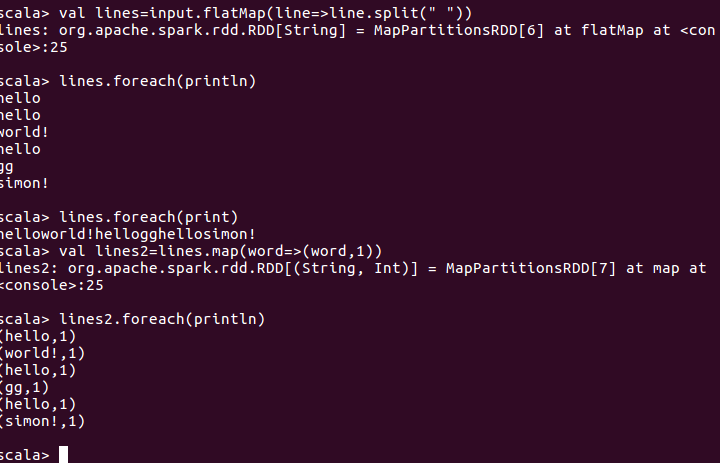 scala> val lines=input.flatMap(line=>line.split(" "))
lines: org.apache.spark.rdd.RDD[String] = MapPartitionsRDD[6] at flatMap at <con
sole>:25
scala> lines.foreach(println)
hello
hello
world!
hello
gg
simon!
scala> lines.foreach(print)
helloworld!hellogghellosimon!
scala> val lines2=lines.map(word=>(word,1))
lines2: org.apache.spark.rdd.RDD[(String, Int)] = MapPartitionsRDD[7] at map at
<console>:25
scala> lines2.foreach(println)
(hello,1)
(world!,1)
(hello,1)
(gg,1)
(hello,1)
(simon!,1)
scala>